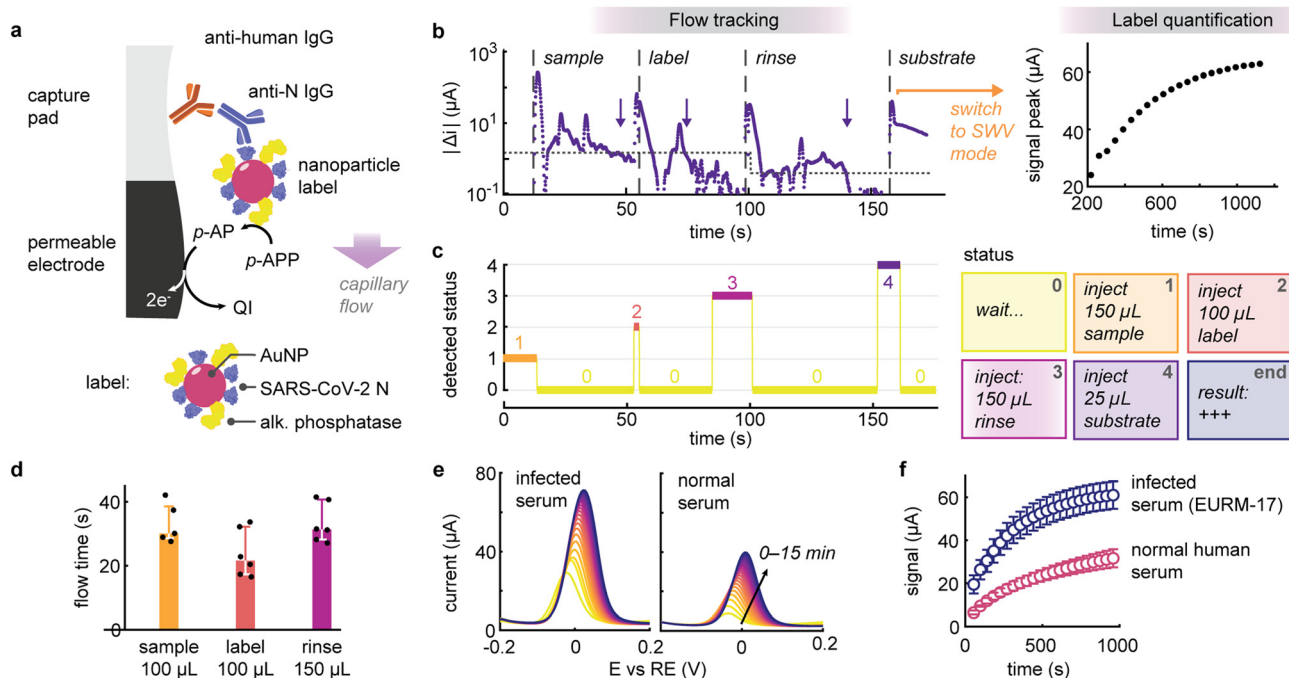 a
anti-human IgG
capture
pad
anti-N IgG
nanoparticle
label
p-AP
p-APP
permeable
electrode
2e-
QI
capillary
flow
label:
AuNP
SARS-CoV-2 N
alk. phosphatase
b
Flow tracking
Label quantification
|Δi| (µA)
10³
10¹
10⁻¹
sample
label
rinse
substrate
switch
to SWV
mode
0
50
100
150
time (s)
signal peak (µA)
60
40
20
200
600
1000
time (s)
c
detected status
4
3
2
1
0
1
0
2
0
3
0
4
0
0
50
100
150
time (s)
status
0
wait...
1
inject
150 µL
sample
2
inject
100 µL
label
3
inject:
150 µL
rinse
4
inject
25 µL
substrate
end
result:
+++
d
flow time (s)
40
20
0
sample
100 µL
label
100 µL
rinse
150 µL
e
current (µA)
80
40
0
infected
serum
normal
serum
0–15 min
-0.2
0
0.2
0
0.2
E vs RE (V)
f
signal (µA)
60
40
20
0
0
500
1000
time (s)
infected
serum (EURM-17)
normal human
serum